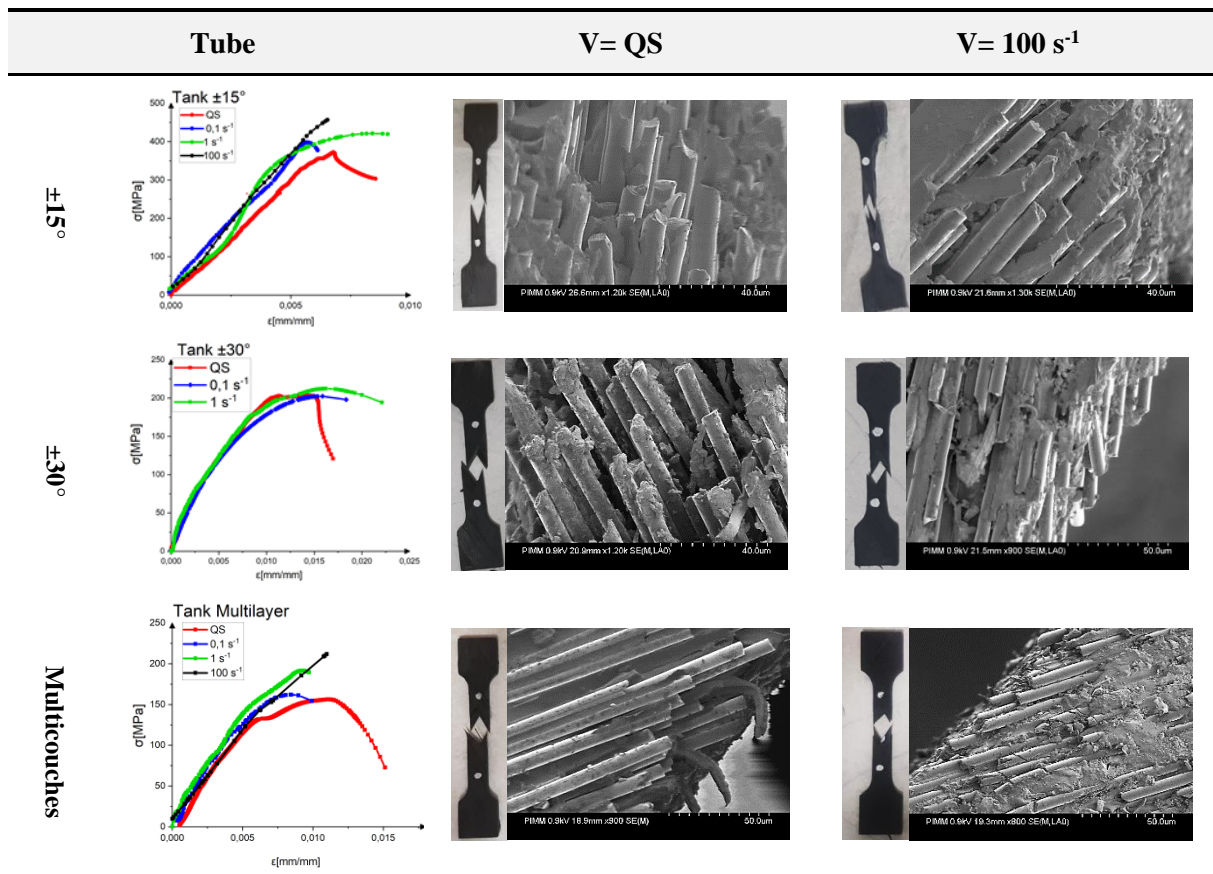 Tube V= QS V= 100 s⁻¹
±15°
Tank ±15°
QS
0,1 s⁻¹
1 s⁻¹
100 s⁻¹
σ[MPa]
500
400
300
200
100
0
0,000 0,005 0,010
ε[mm/mm]
PIMM 0.9kV 26.6mm x1.20k SE(M,LA0) 40.0um
PIMM 0.9kV 21.6mm x1.30k SE(M,LA0) 40.0um
±30°
Tank ±30°
QS
0,1 s⁻¹
1 s⁻¹
σ[MPa]
250
200
150
100
50
0
0,000 0,005 0,010 0,015 0,020 0,025
ε[mm/mm]
PIMM 0.9kV 20.9mm x1.20k SE(M,LA0) 40.0um
PIMM 0.9kV 21.5mm x900 SE(M,LA0) 50.0um
Multicouches
Tank Multilayer
QS
0,1 s⁻¹
1 s⁻¹
100 s⁻¹
σ[MPa]
250
200
150
100
50
0
0,000 0,005 0,010 0,015
ε[mm/mm]
PIMM 0.9kV 18.9mm x900 SE(M) 50.0um
PIMM 0.9kV 19.3mm x800 SE(M,LA0) 50.0um